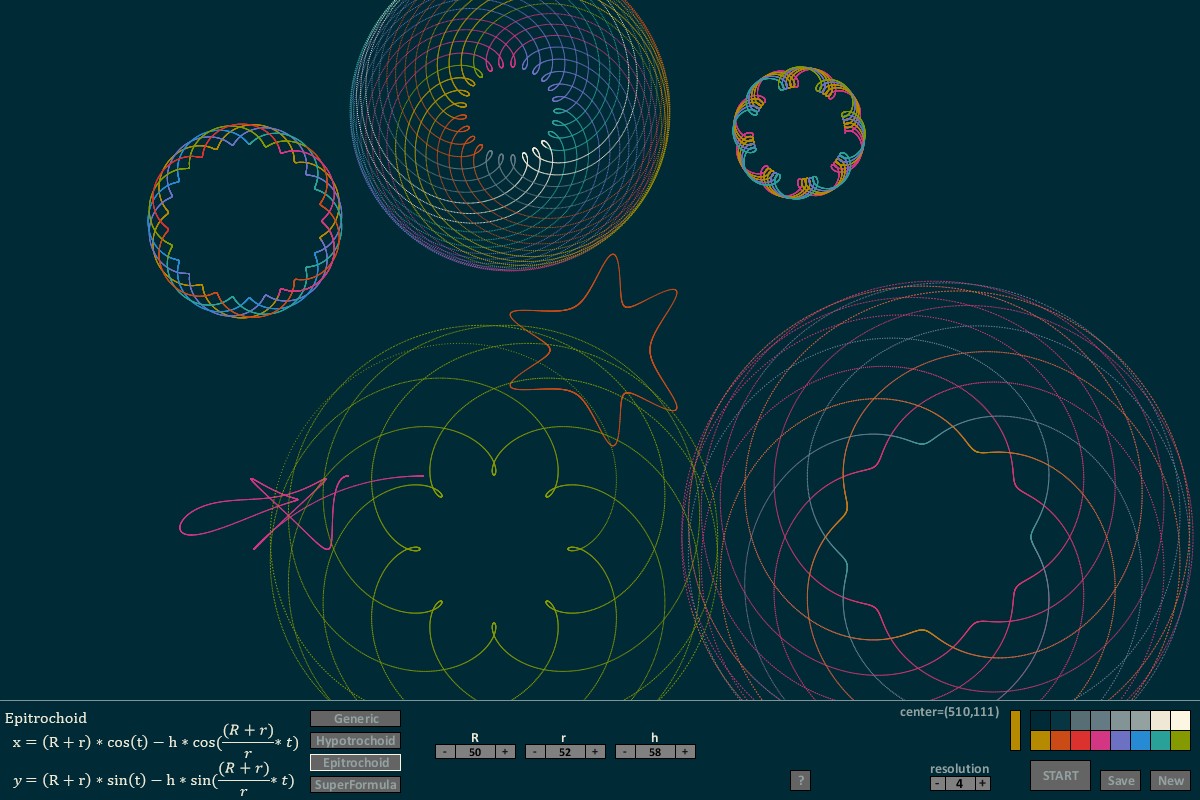 Epitrochoid
x = (R + r) * cos(t) − h * cos((R + r)/r * t)
y = (R + r) * sin(t) − h * sin((R + r)/r * t)
Generic
Hypotrochoid
Epitrochoid
SuperFormula
R r h
- 50 + - 52 + - 58 +
?
center=(510,111)
resolution
- 4 +
START
Save
New